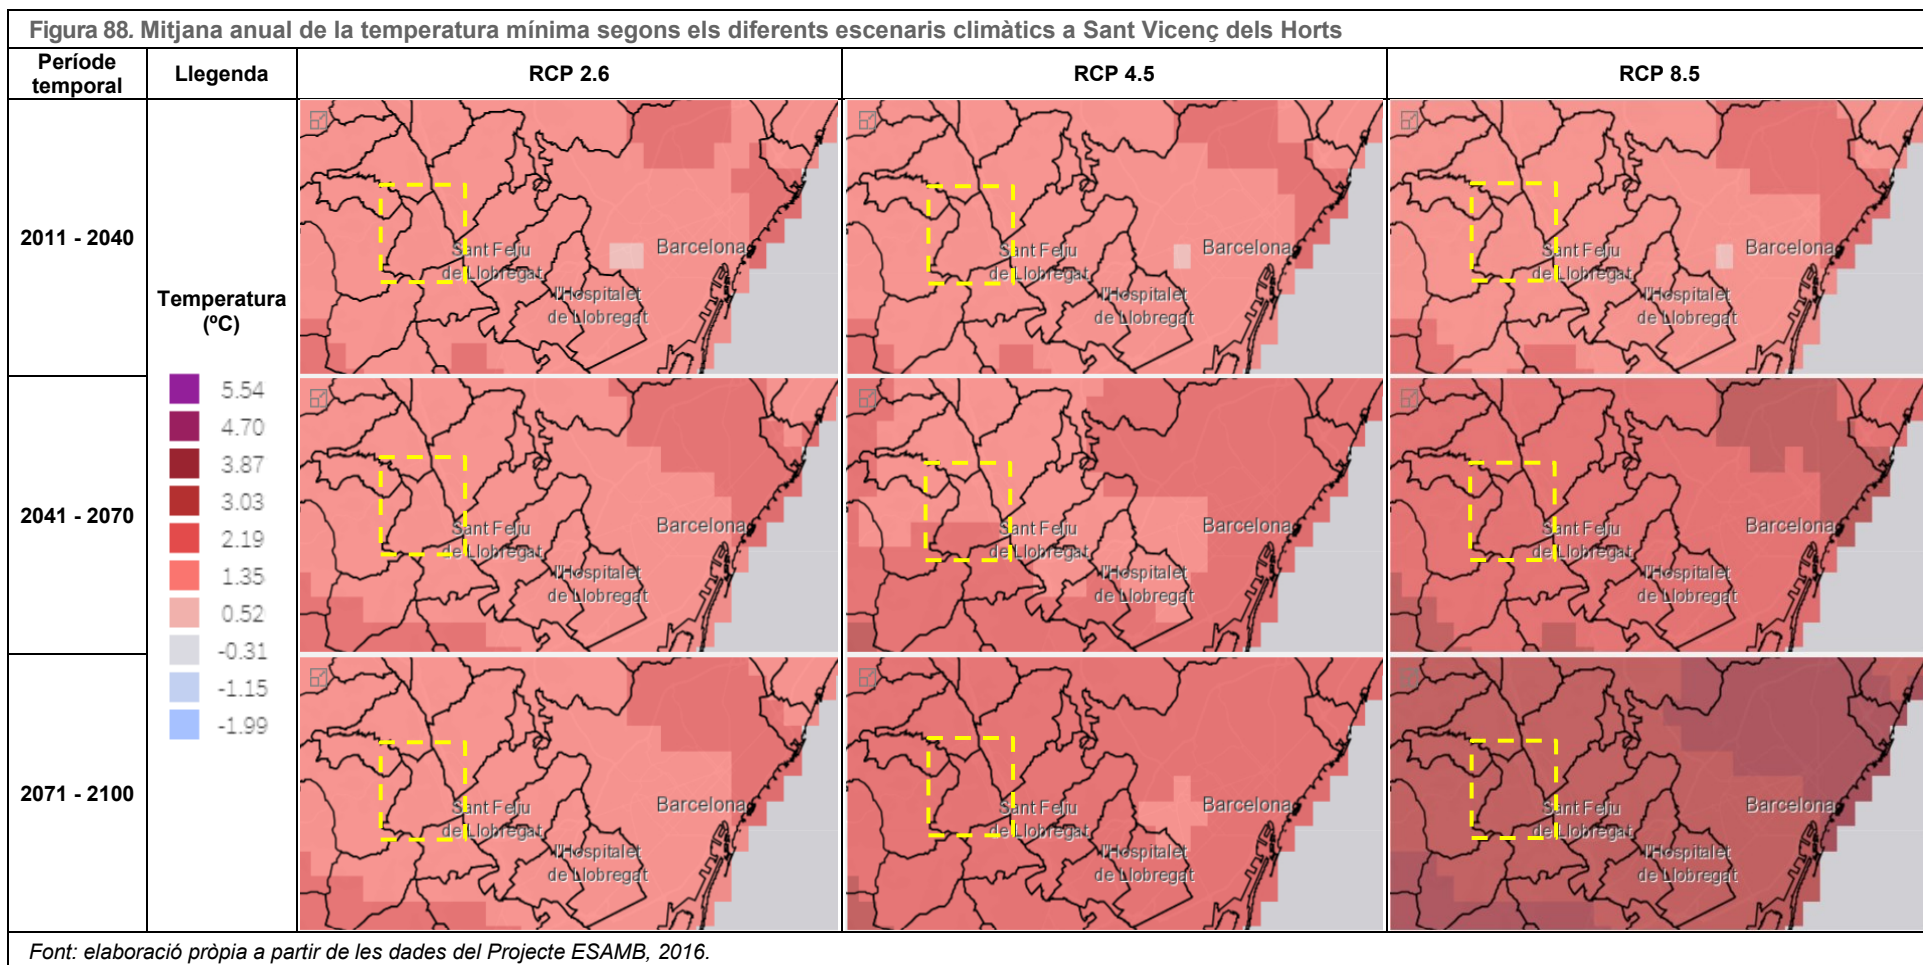 Figura 88. Mitjana anual de la temperatura mínima segons els diferents escenaris climàtics a Sant Vicenç dels Horts
Període temporal
Llegenda
RCP 2.6
RCP 4.5
RCP 8.5
2011 - 2040
Temperatura
(ºC)
5.54
4.70
3.87
3.03
2.19
1.35
0.52
-0.31
-1.15
-1.99
Sant Feliu
de Llobregat
Barcelona
l'Hospitalet
de Llobregat
Sant Feliu
de Llobregat
Barcelona
l'Hospitalet
de Llobregat
Sant Feliu
de Llobregat
Barcelona
l'Hospitalet
de Llobregat
2041 - 2070
Sant Feliu
de Llobregat
Barcelona
l'Hospitalet
de Llobregat
Sant Feliu
de Llobregat
Barcelona
l'Hospitalet
de Llobregat
Sant Feliu
de Llobregat
Barcelona
l'Hospitalet
de Llobregat
2071 - 2100
Sant Feliu
de Llobregat
Barcelona
l'Hospitalet
de Llobregat
Sant Feliu
de Llobregat
Barcelona
l'Hospitalet
de Llobregat
Sant Feliu
de Llobregat
Barcelona
l'Hospitalet
de Llobregat
Font: elaboració pròpia a partir de les dades del Projecte ESAMB, 2016.